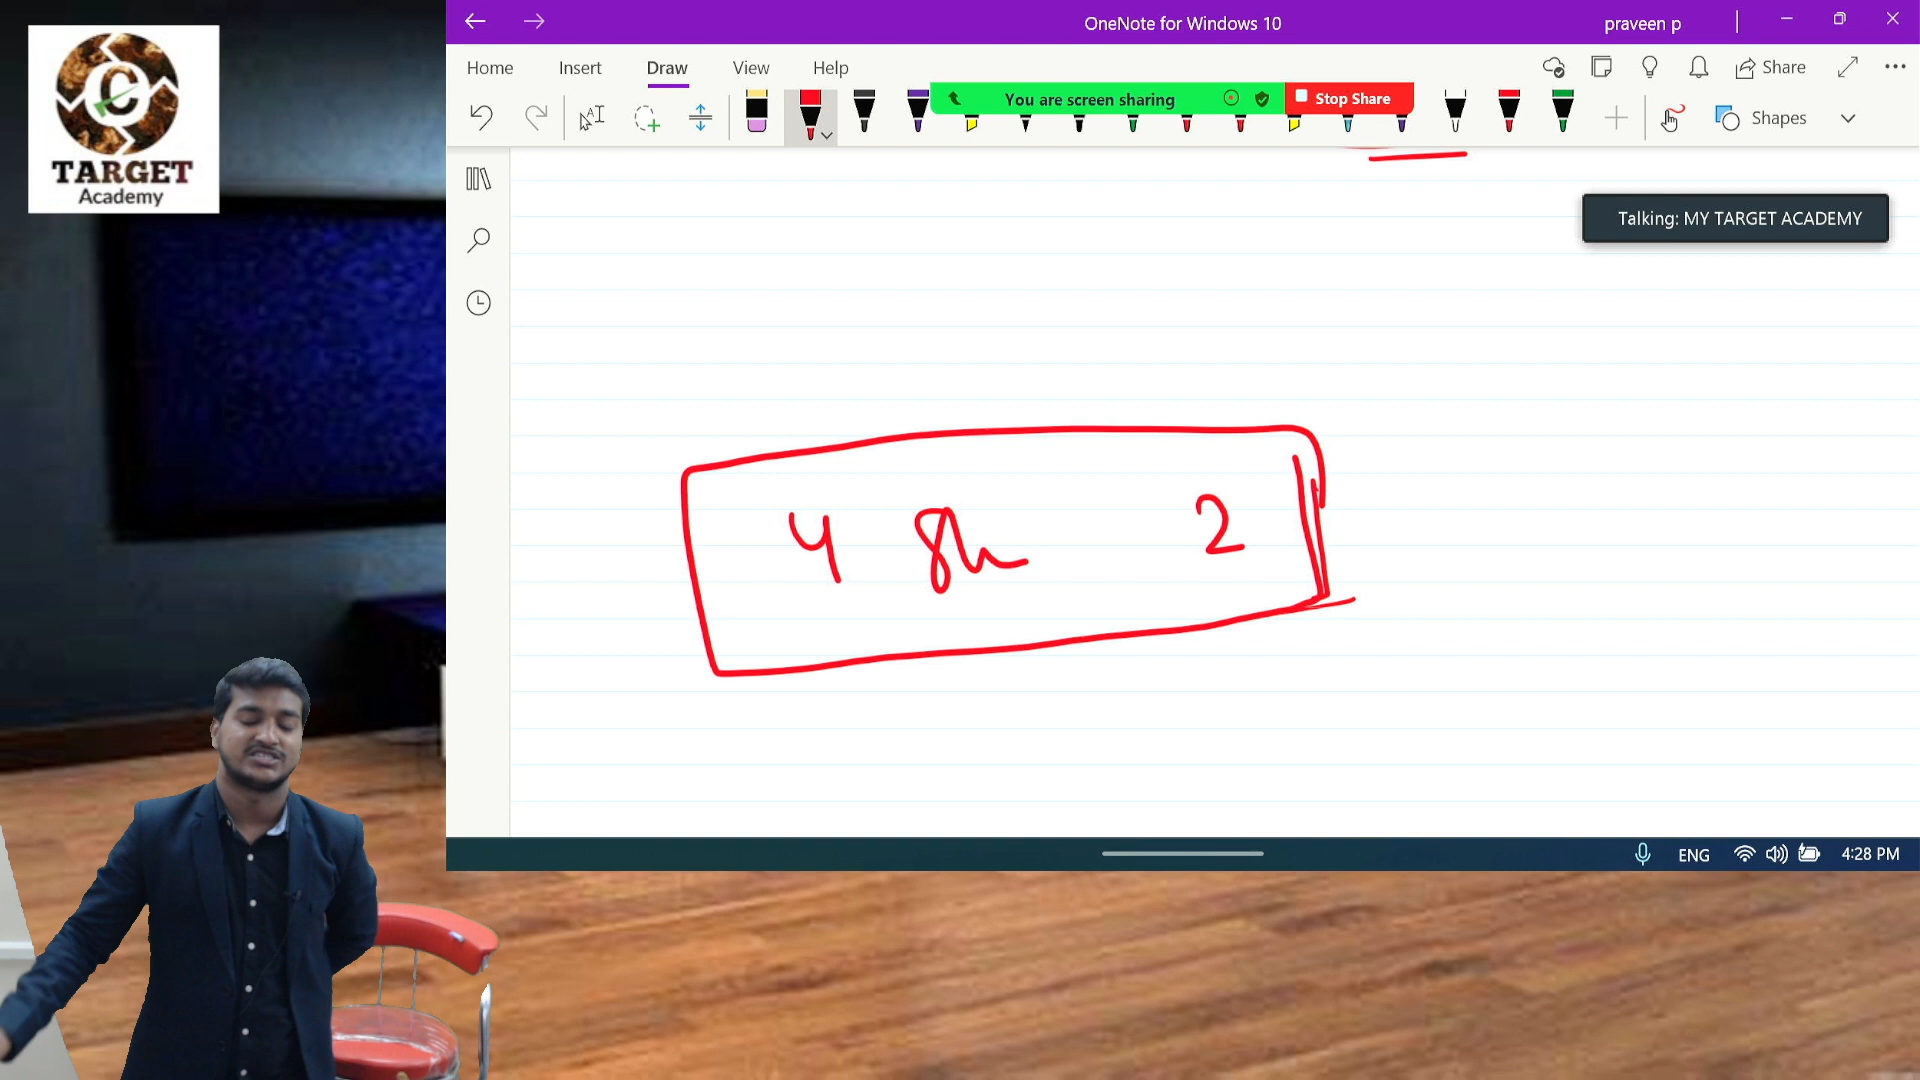 C
TARGET
Academy
OneNote for Windows 10
praveen p
Home Insert Draw View Help
Share
You are screen sharing
Stop Share
Shapes
Talking: MY TARGET ACADEMY
4 2
ENG
4:28 PM